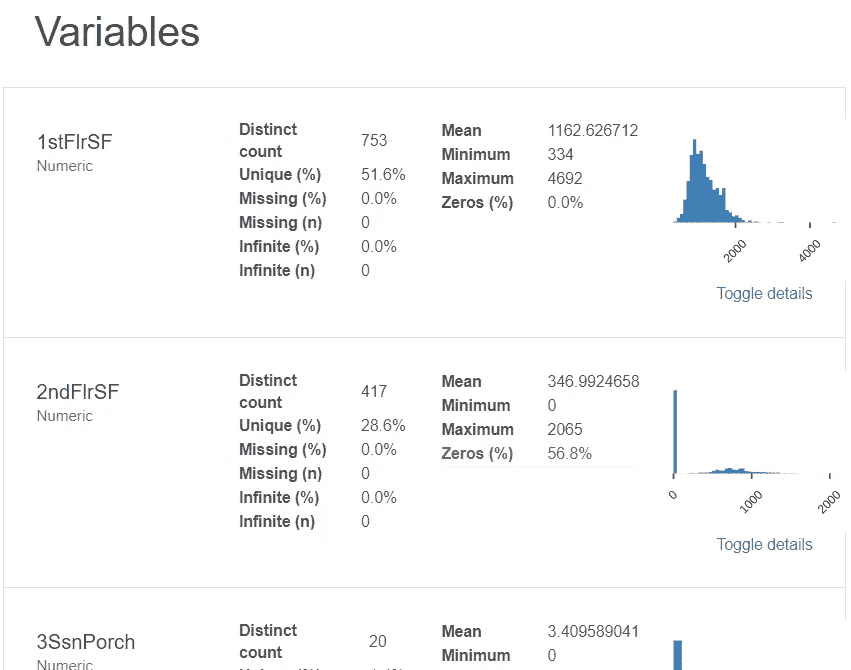 Variables
1stFlrSF
Numeric
Distinct count 753
Unique (%) 51.6%
Missing (%) 0.0%
Missing (n) 0
Infinite (%) 0.0%
Infinite (n) 0
Mean 1162.626712
Minimum 334
Maximum 4692
Zeros (%) 0.0%
2000 4000
Toggle details
2ndFlrSF
Numeric
Distinct count 417
Unique (%) 28.6%
Missing (%) 0.0%
Missing (n) 0
Infinite (%) 0.0%
Infinite (n) 0
Mean 346.9924658
Minimum 0
Maximum 2065
Zeros (%) 56.8%
0 1000 2000
Toggle details
3SsnPorch
Numeric
Distinct count 20
Mean 3.409589041
Minimum 0